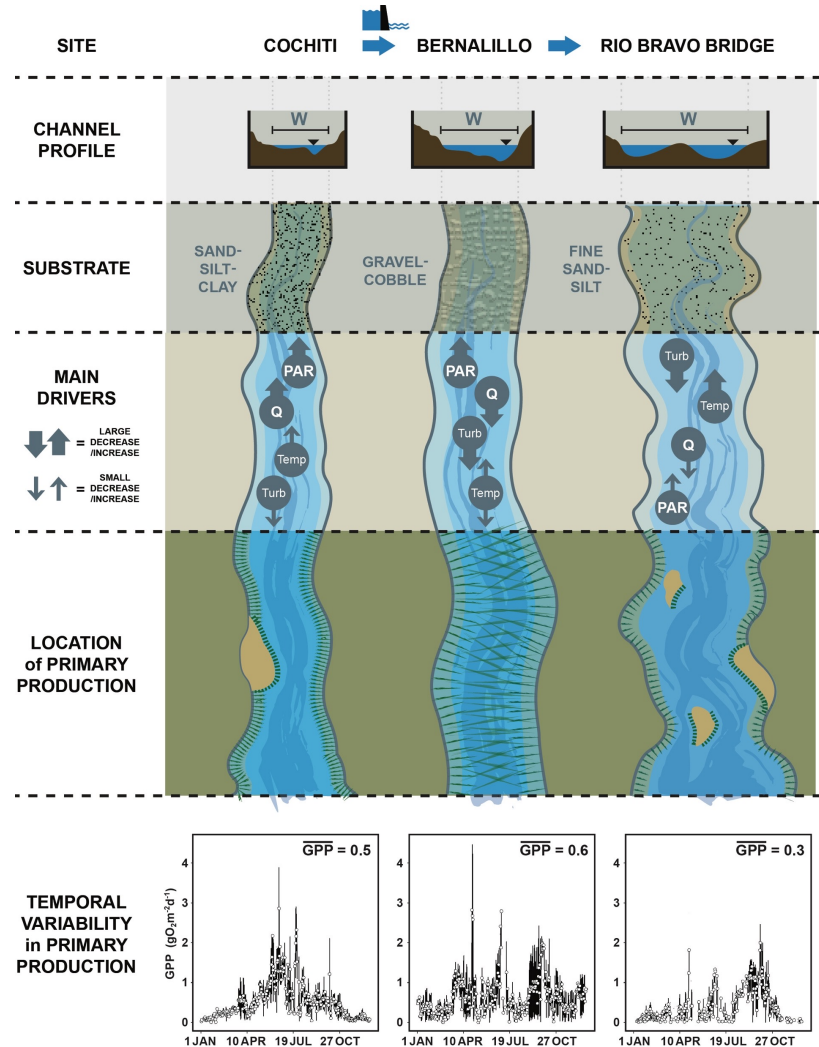 SITE
COCHITI
BERNALILLO
RIO BRAVO BRIDGE
CHANNEL
PROFILE
W
W
W
SUBSTRATE
SAND-
SILT-
CLAY
GRAVEL-
COBBLE
FINE
SAND-
SILT
MAIN
DRIVERS
= LARGE
DECREASE
/INCREASE
= SMALL
DECREASE
/INCREASE
PAR
Q
Temp
Turb
PAR
Q
Turb
Temp
Turb
Temp
Q
PAR
LOCATION
of PRIMARY
PRODUCTION
TEMPORAL
VARIABILITY
in PRIMARY
PRODUCTION
GPP (gO₂m⁻²d⁻¹)
GPP = 0.5
4
3
2
1
0
1 JAN 10 APR 19 JUL 27 OCT
GPP = 0.6
4
3
2
1
0
1 JAN 10 APR 19 JUL 27 OCT
GPP = 0.3
4
3
2
1
0
1 JAN 10 APR 19 JUL 27 OCT